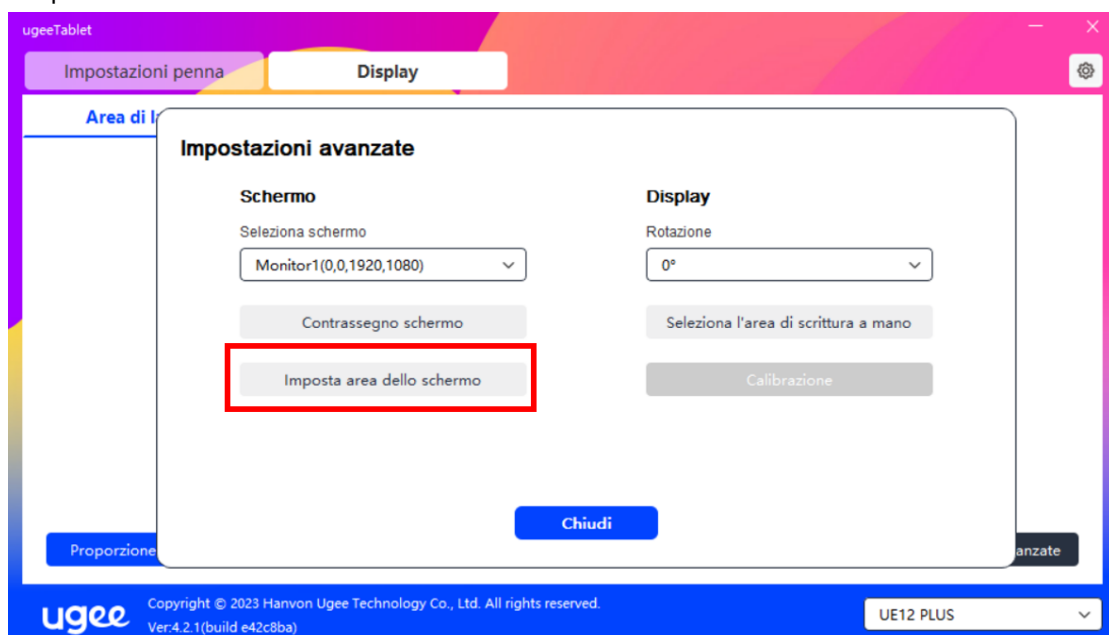 ugeeTablet
Impostazioni penna
Display
Area di l
Impostazioni avanzate
Schermo
Display
Seleziona schermo
Rotazione
Monitor1(0,0,1920,1080)
0°
Contrassegno schermo
Seleziona l'area di scrittura a mano
Imposta area dello schermo
Calibrazione
Chiudi
Proporzione
anzate
ugee
Copyright © 2023 Hanvon Ugee Technology Co., Ltd. All rights reserved.
Ver:4.2.1(build e42c8ba)
UE12 PLUS